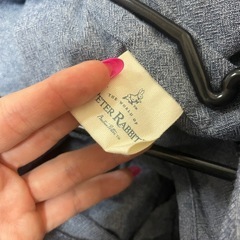 THE WORLD OF
PETER RABBIT